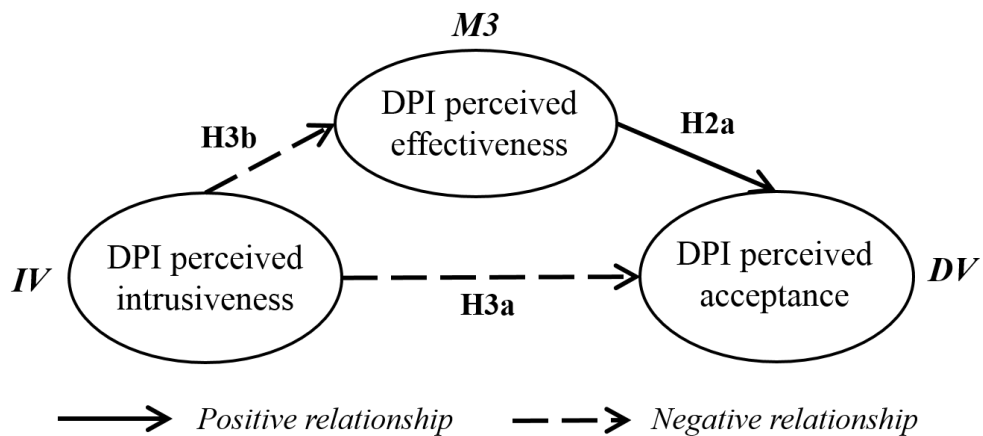 M3
DPI perceived
effectiveness
H3b
H2a
IV
DPI perceived
intrusiveness
H3a
DPI perceived
acceptance
DV
Positive relationship
Negative relationship